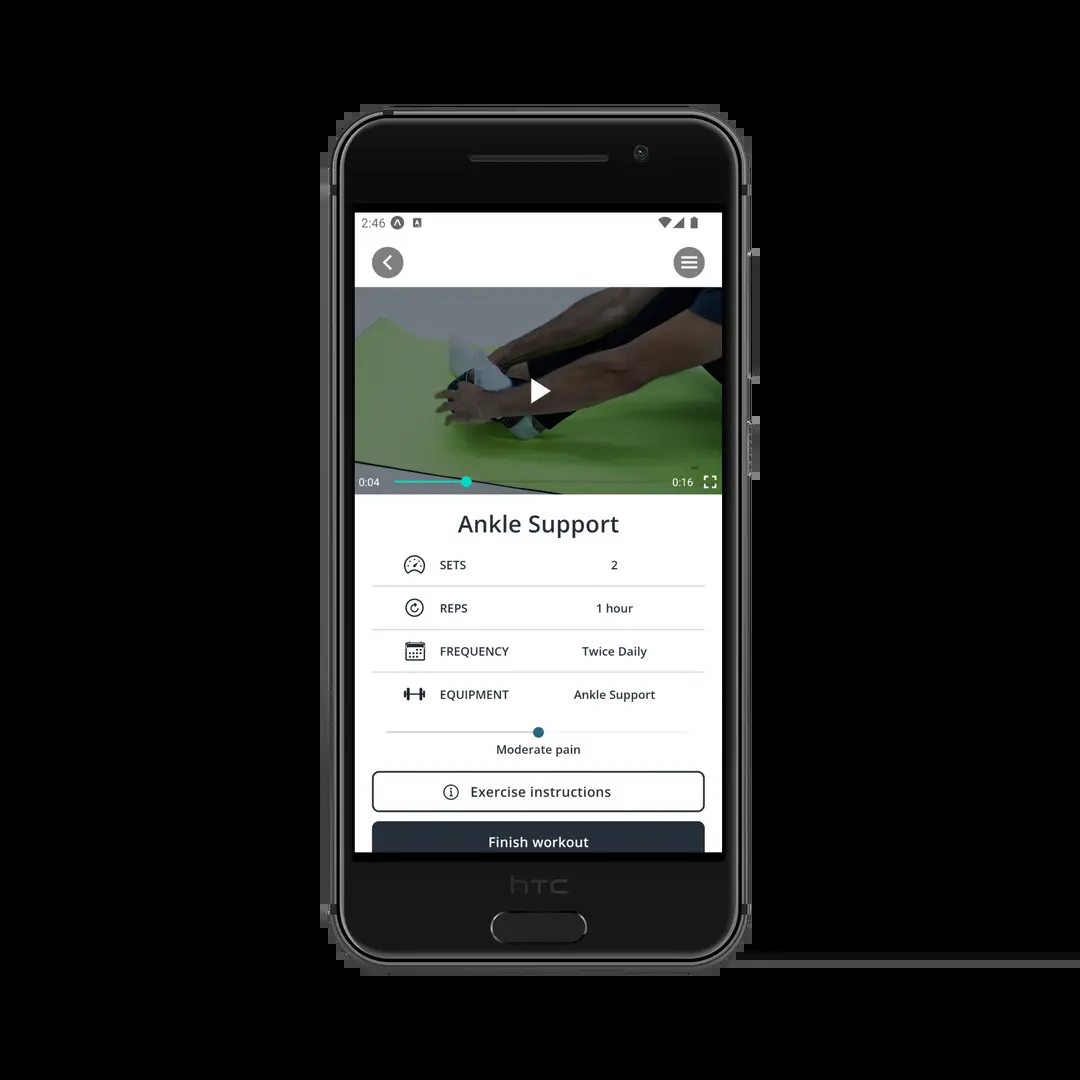 2:46
0:04 0:16
Ankle Support
SETS 2
REPS 1 hour
FREQUENCY Twice Daily
EQUIPMENT Ankle Support
Moderate pain
Exercise instructions
Finish workout
hTC